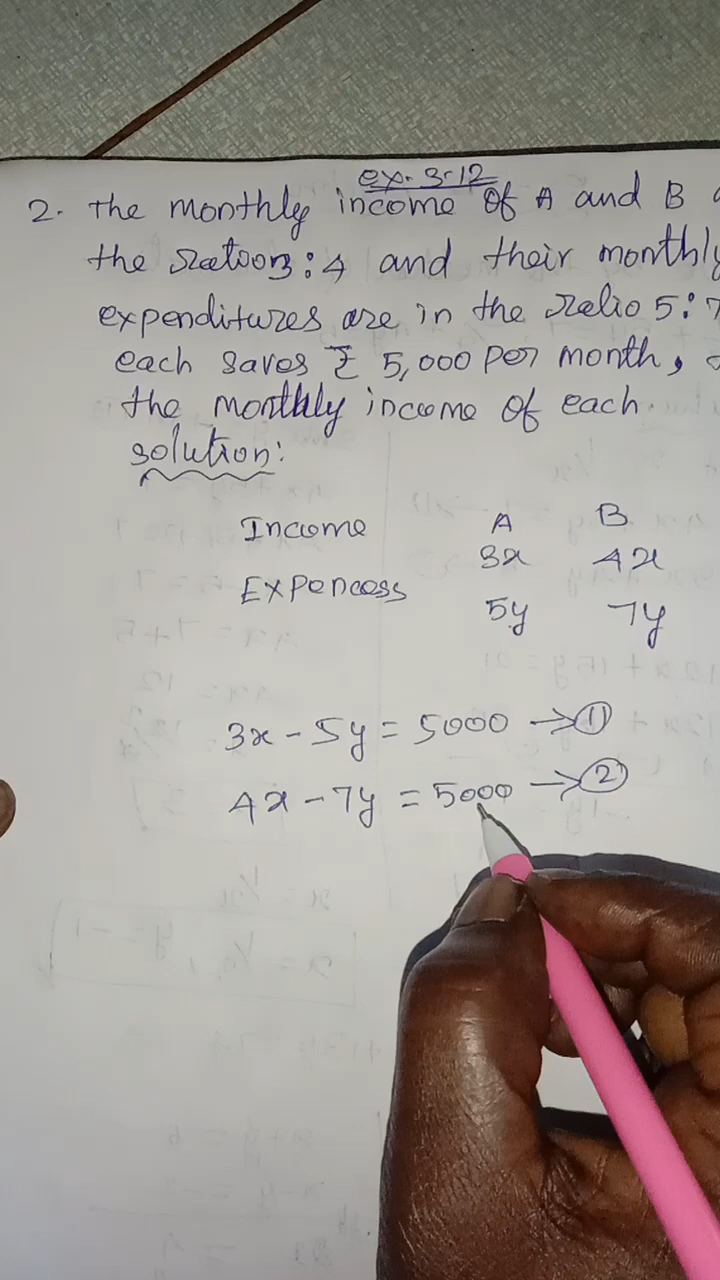 ex. 3.12
2. The monthly income of A and B
the ratio 3:4 and their monthly
expenditures are in the ratio 5:7
each saves ₹ 5,000 per month,
the monthly income of each.
solution:
A B
Income 3x 4x
Expencess 5y 7y
3x - 5y = 5000 → ①
4x - 7y = 5000 → ②